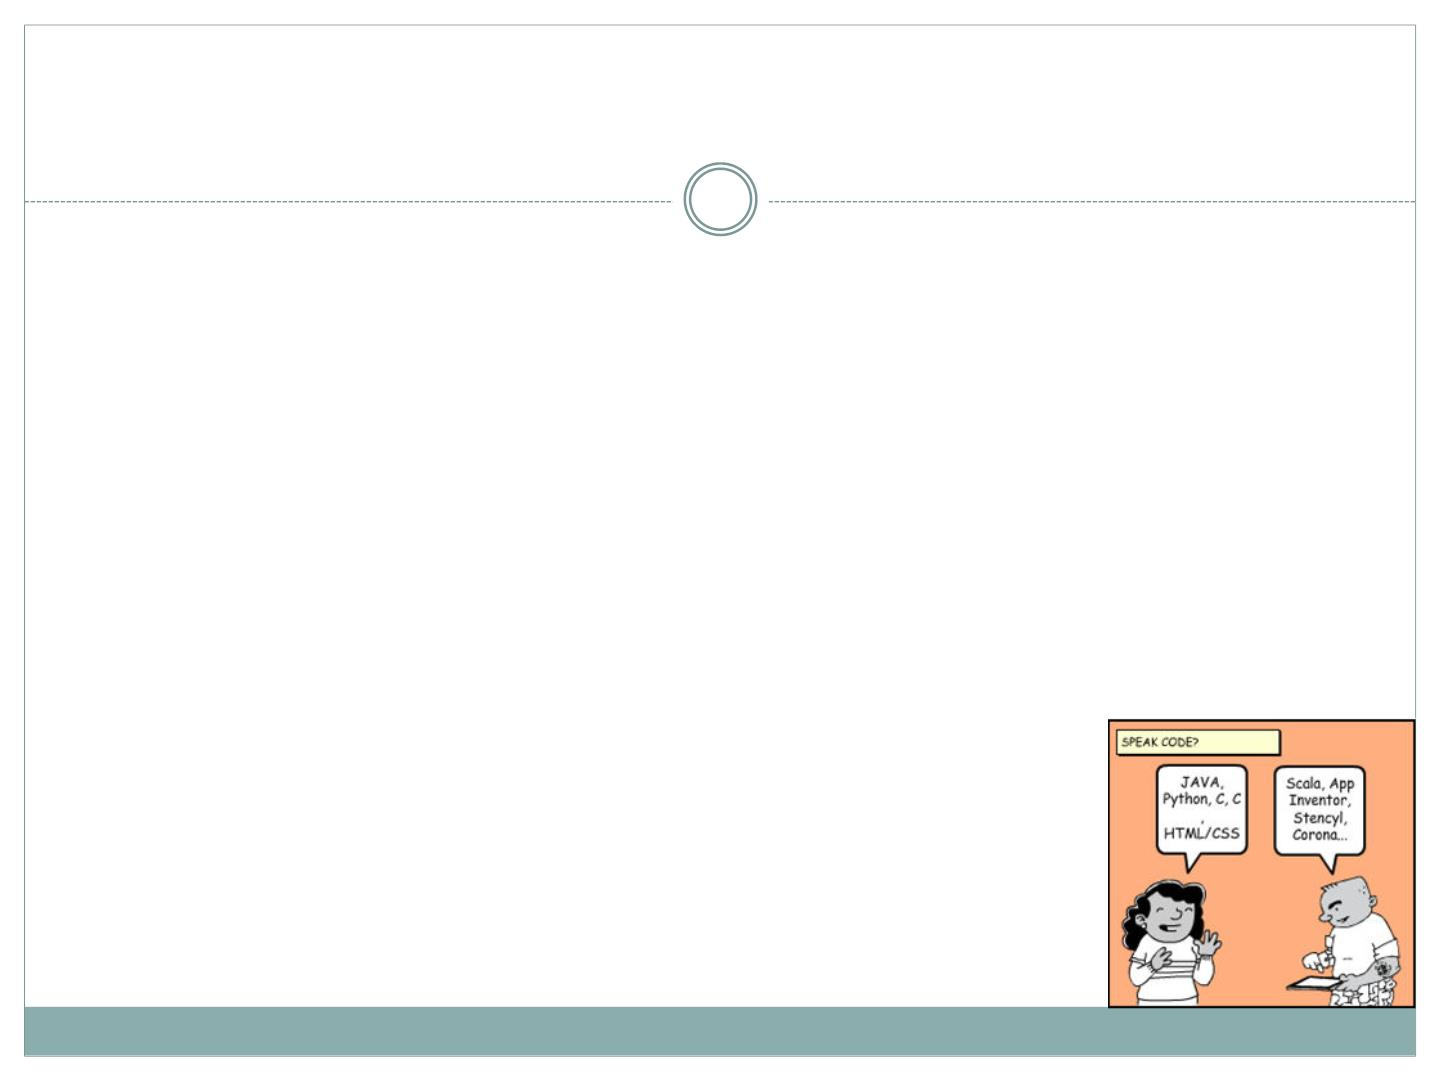 SPEAK CODE?
JAVA,
Python, C, C
,
HTML/CSS
Scala, App
Inventor,
Stencyl,
Corona...